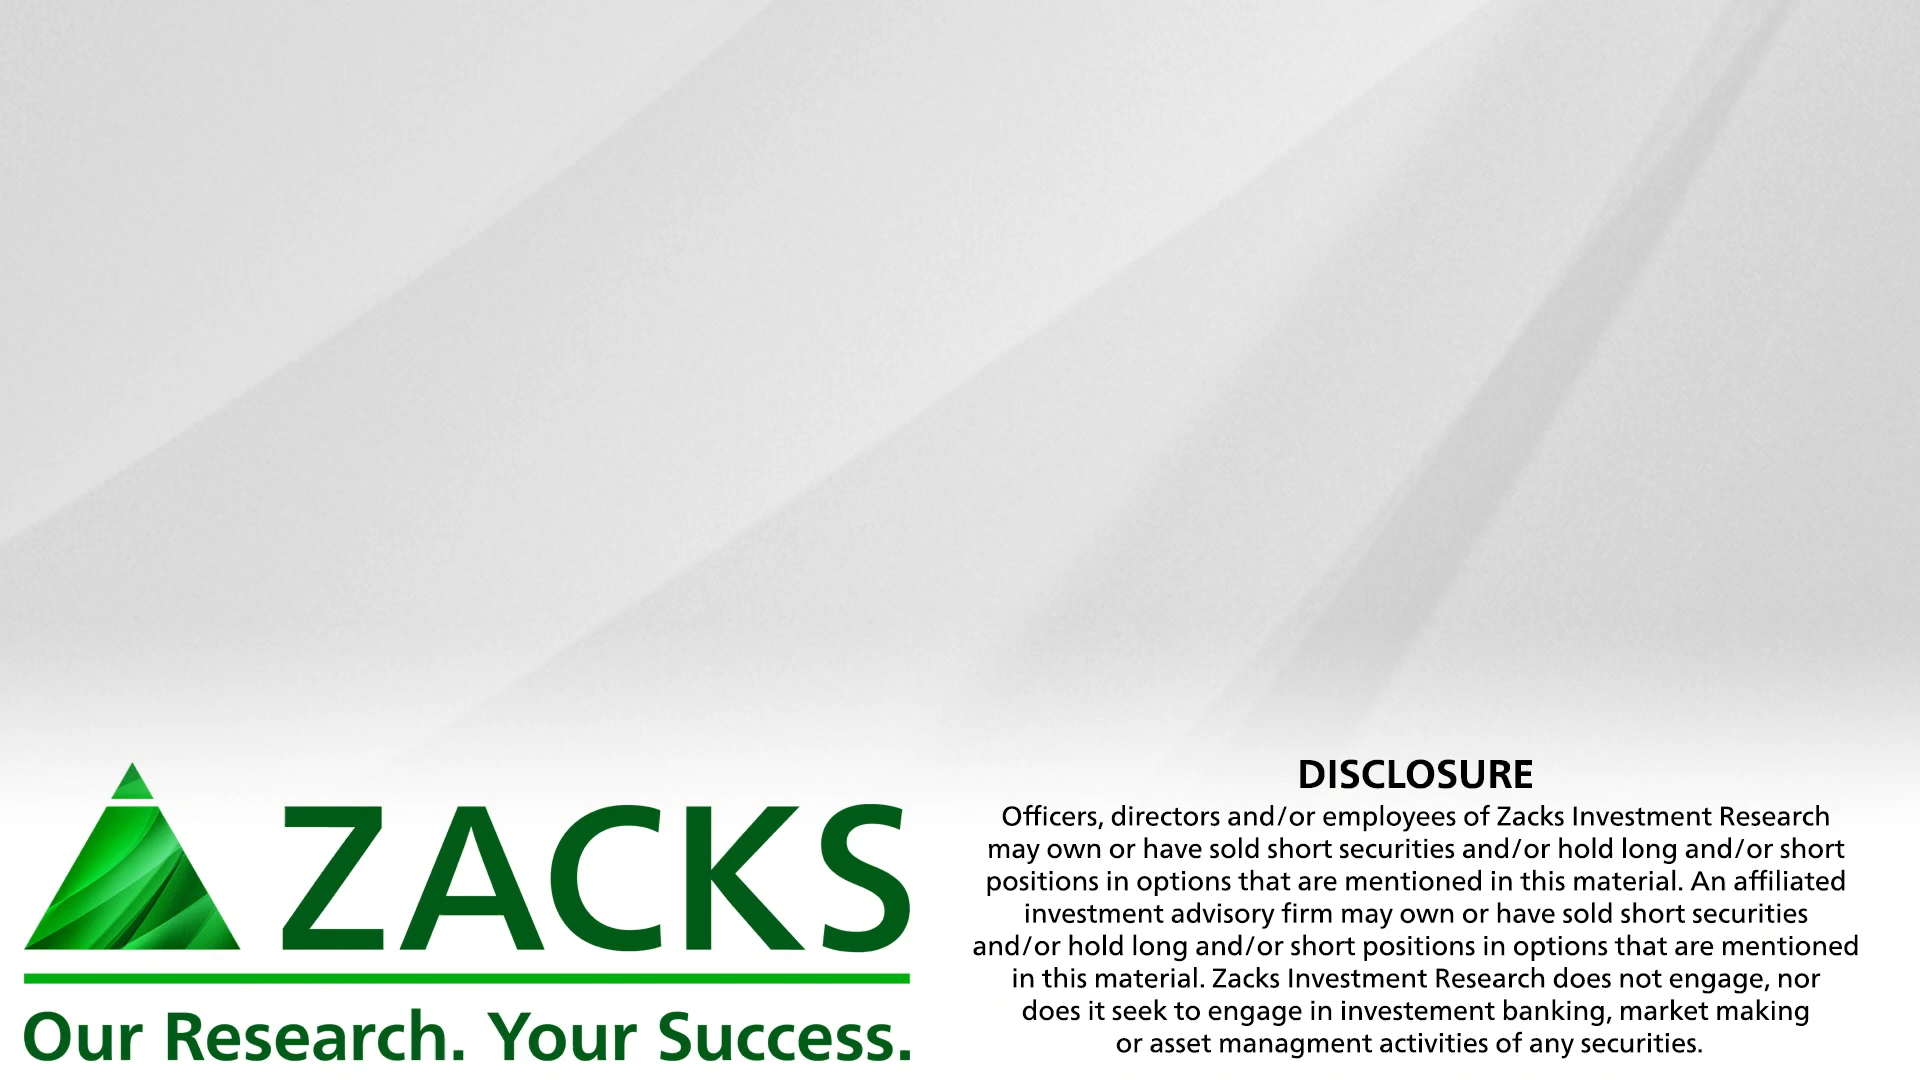 ZACKS
Our Research. Your Success.
DISCLOSURE
Officers, directors and/or employees of Zacks Investment Research
may own or have sold short securities and/or hold long and/or short
positions in options that are mentioned in this material. An affiliated
investment advisory firm may own or have sold short securities
and/or hold long and/or short positions in options that are mentioned
in this material. Zacks Investment Research does not engage, nor
does it seek to engage in investement banking, market making
or asset managment activities of any securities.